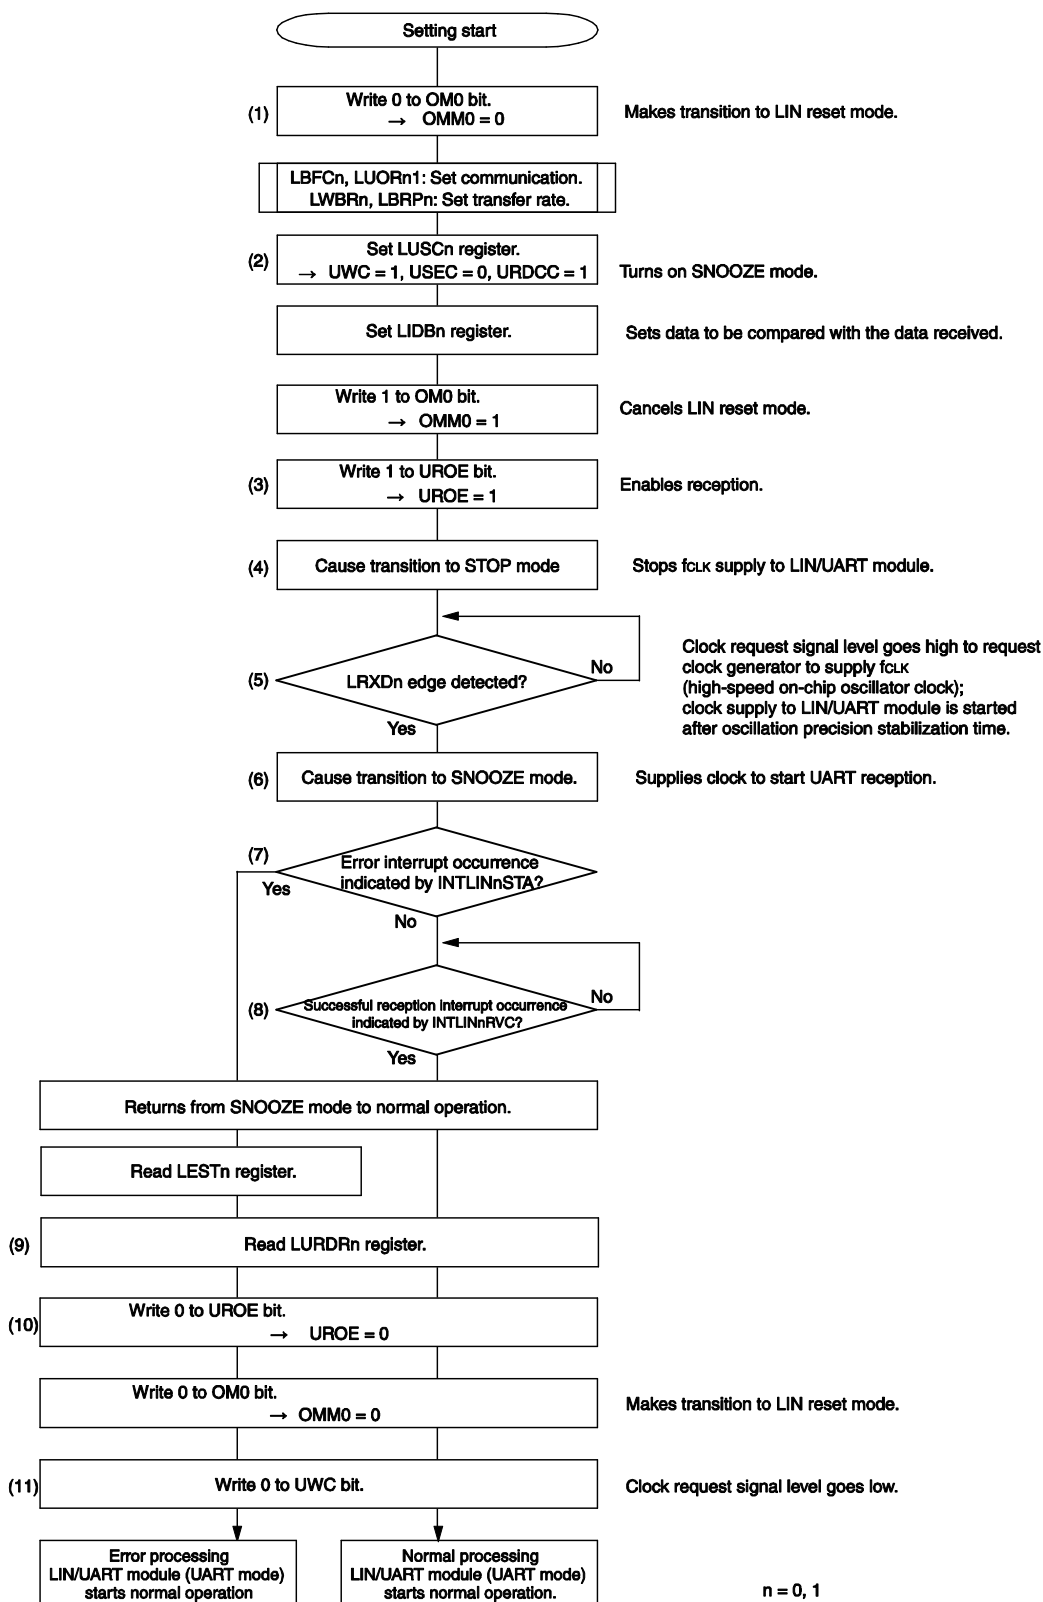 Setting start
(1)
Write 0 to OM0 bit.
→ OMM0 = 0
Makes transition to LIN reset mode.
LBFCn, LUORn1: Set communication.
LWBRn, LBRPn: Set transfer rate.
(2)
Set LUSCn register.
→ UWC = 1, USEC = 0, URDCC = 1
Turns on SNOOZE mode.
Set LIDBn register.
Sets data to be compared with the data received.
Write 1 to OM0 bit.
→ OMM0 = 1
Cancels LIN reset mode.
(3)
Write 1 to UROE bit.
→ UROE = 1
Enables reception.
(4)
Cause transition to STOP mode
Stops fCLK supply to LIN/UART module.
(5)
LRXDn edge detected?
No
Yes
Clock request signal level goes high to request
clock generator to supply fCLK
(high-speed on-chip oscillator clock);
clock supply to LIN/UART module is started
after oscillation precision stabilization time.
(6)
Cause transition to SNOOZE mode.
Supplies clock to start UART reception.
(7)
Error interrupt occurrence
indicated by INTLINnSTA?
Yes
No
(8)
Successful reception interrupt occurrence
indicated by INTLINnRVC?
No
Yes
Returns from SNOOZE mode to normal operation.
Read LESTn register.
(9)
Read LURDRn register.
(10)
Write 0 to UROE bit.
→ UROE = 0
Write 0 to OM0 bit.
→ OMM0 = 0
Makes transition to LIN reset mode.
(11)
Write 0 to UWC bit.
Clock request signal level goes low.
Error processing
LIN/UART module (UART mode)
starts normal operation
Normal processing
LIN/UART module (UART mode)
starts normal operation.
n = 0, 1